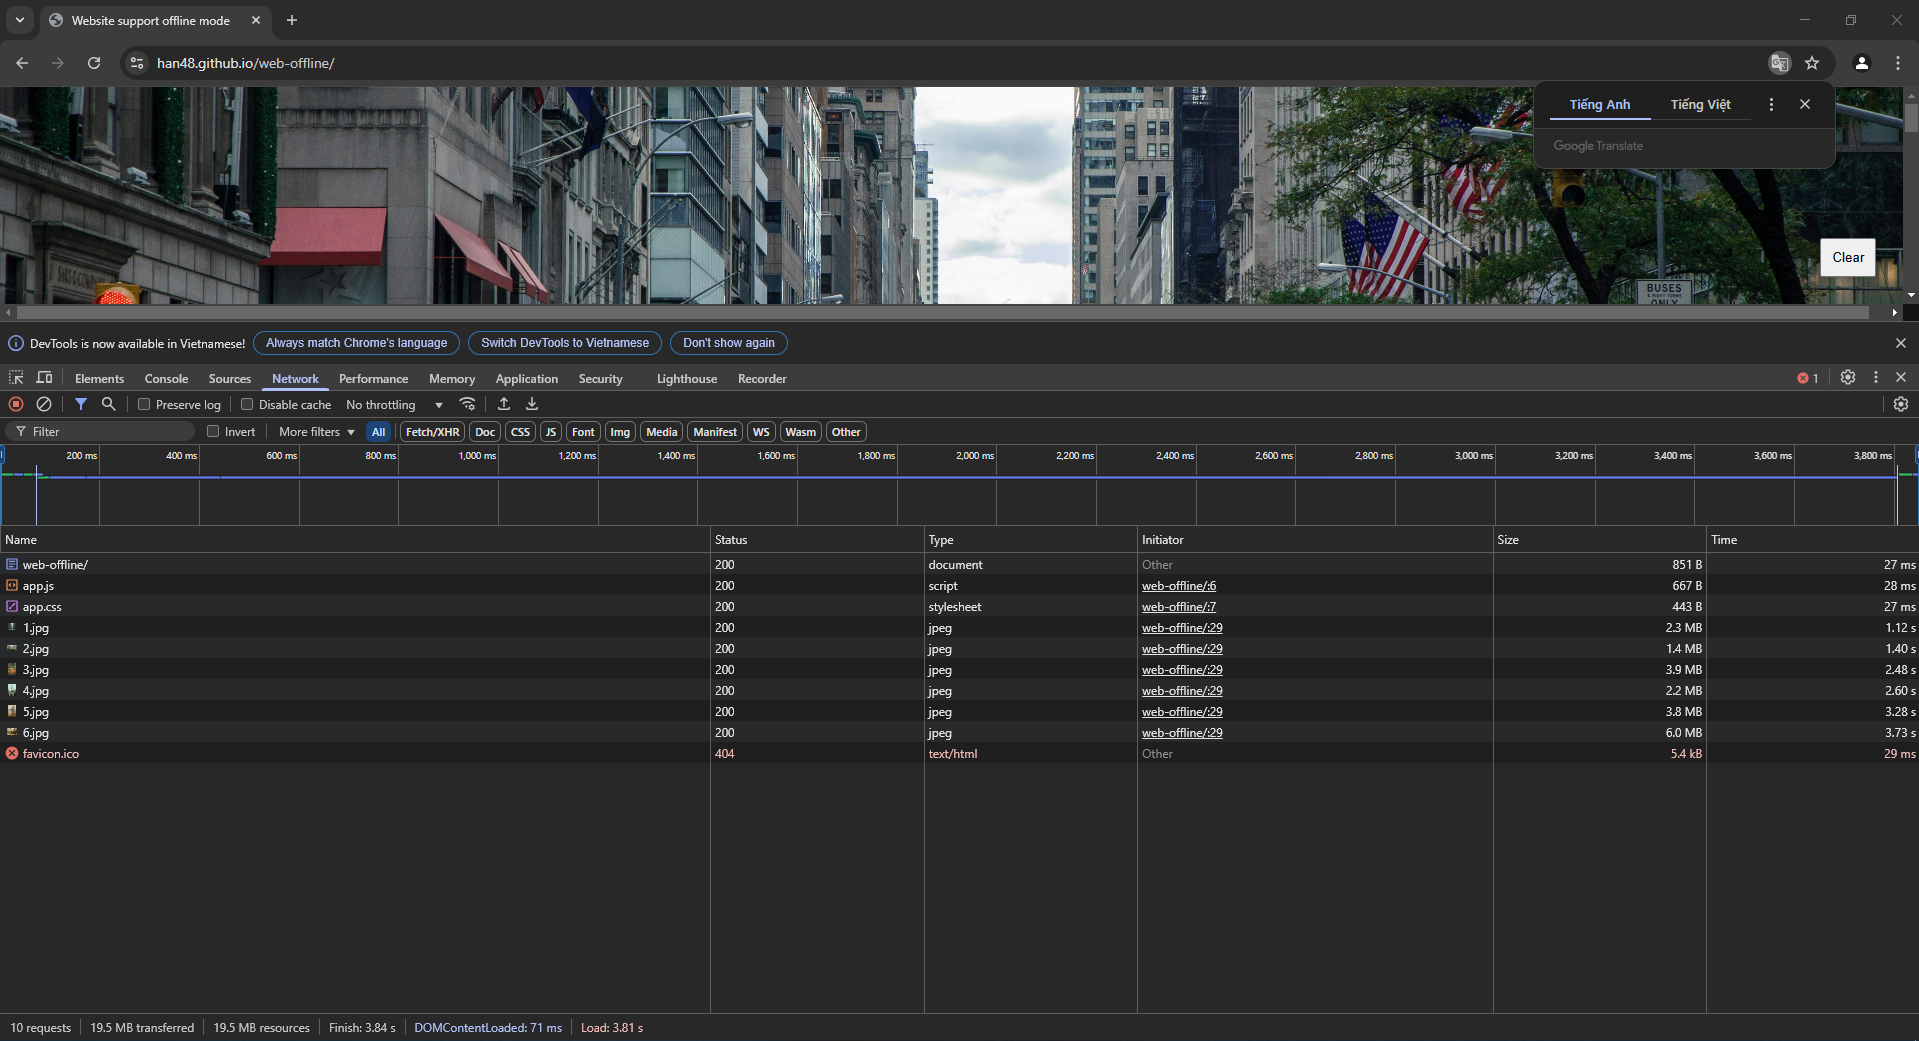 Website support offline mode
han48.github.io/web-offline/
Tiếng Anh Tiếng Việt
Google Translate
Clear
BUSES
& RIGHT TURNS
ONLY
DevTools is now available in Vietnamese! Always match Chrome's language Switch DevTools to Vietnamese Don't show again
Elements Console Sources Network Performance Memory Application Security Lighthouse Recorder 1
Preserve log Disable cache No throttling
Filter Invert More filters All Fetch/XHR Doc CSS JS Font Img Media Manifest WS Wasm Other
200 ms 400 ms 600 ms 800 ms 1,000 ms 1,200 ms 1,400 ms 1,600 ms 1,800 ms 2,000 ms 2,200 ms 2,400 ms 2,600 ms 2,800 ms 3,000 ms 3,200 ms 3,400 ms 3,600 ms 3,800 ms
Name Status Type Initiator Size Time
web-offline/ 200 document Other 851 B 27 ms
app.js 200 script web-offline/:6 667 B 28 ms
app.css 200 stylesheet web-offline/:7 443 B 27 ms
1.jpg 200 jpeg web-offline/:29 2.3 MB 1.12 s
2.jpg 200 jpeg web-offline/:29 1.4 MB 1.40 s
3.jpg 200 jpeg web-offline/:29 3.9 MB 2.48 s
4.jpg 200 jpeg web-offline/:29 2.2 MB 2.60 s
5.jpg 200 jpeg web-offline/:29 3.8 MB 3.28 s
6.jpg 200 jpeg web-offline/:29 6.0 MB 3.73 s
favicon.ico 404 text/html Other 5.4 kB 29 ms
10 requests 19.5 MB transferred 19.5 MB resources Finish: 3.84 s DOMContentLoaded: 71 ms Load: 3.81 s